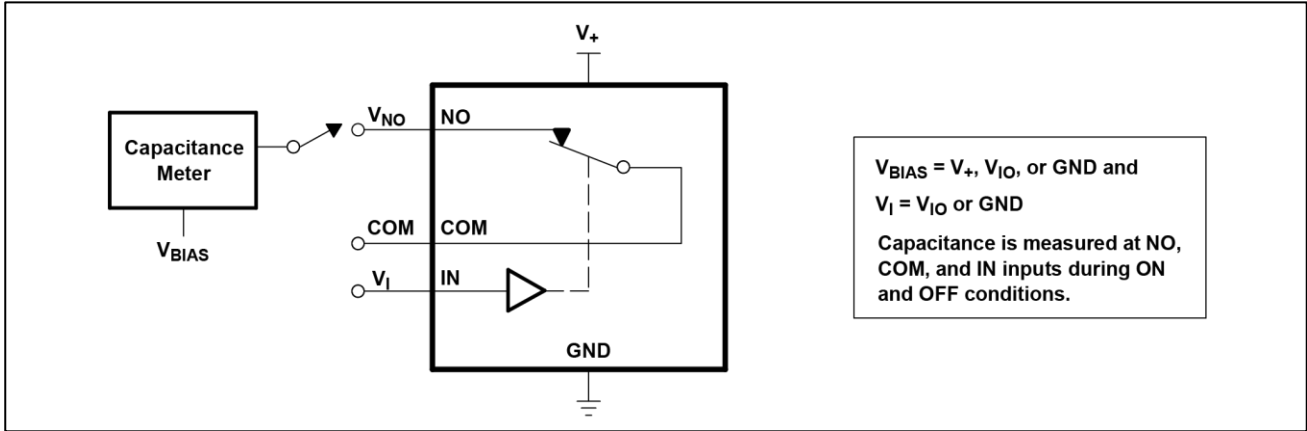 V+
Capacitance
Meter
VBIAS
VNO
NO
COM
COM
VI
IN
GND
VBIAS = V+, VIO, or GND and
VI = VIO or GND
Capacitance is measured at NO,
COM, and IN inputs during ON
and OFF conditions.